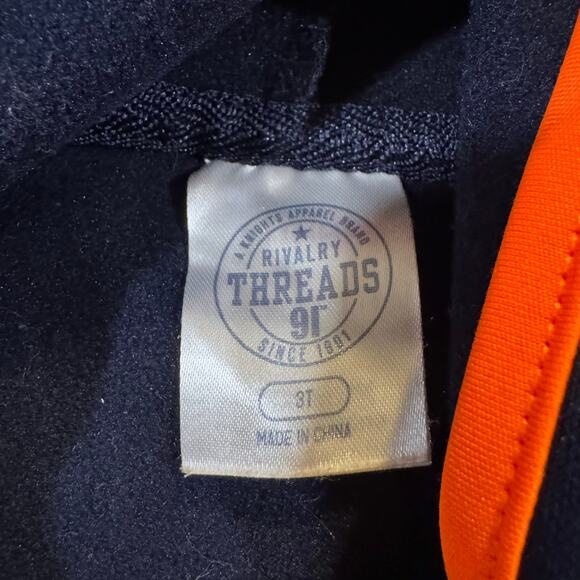 A KNIGHTS APPAREL BRAND
RIVALRY
THREADS
91
SINCE 1991
3T
MADE IN CHINA